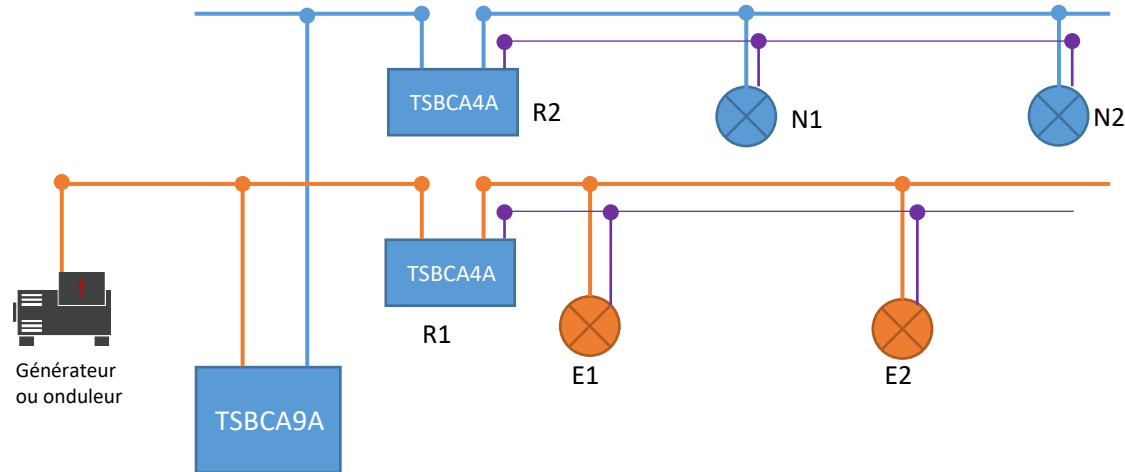 TSBCA4A
R2
N1
N2
TSBCA4A
R1
E1
E2
Générateur
ou onduleur
TSBCA9A